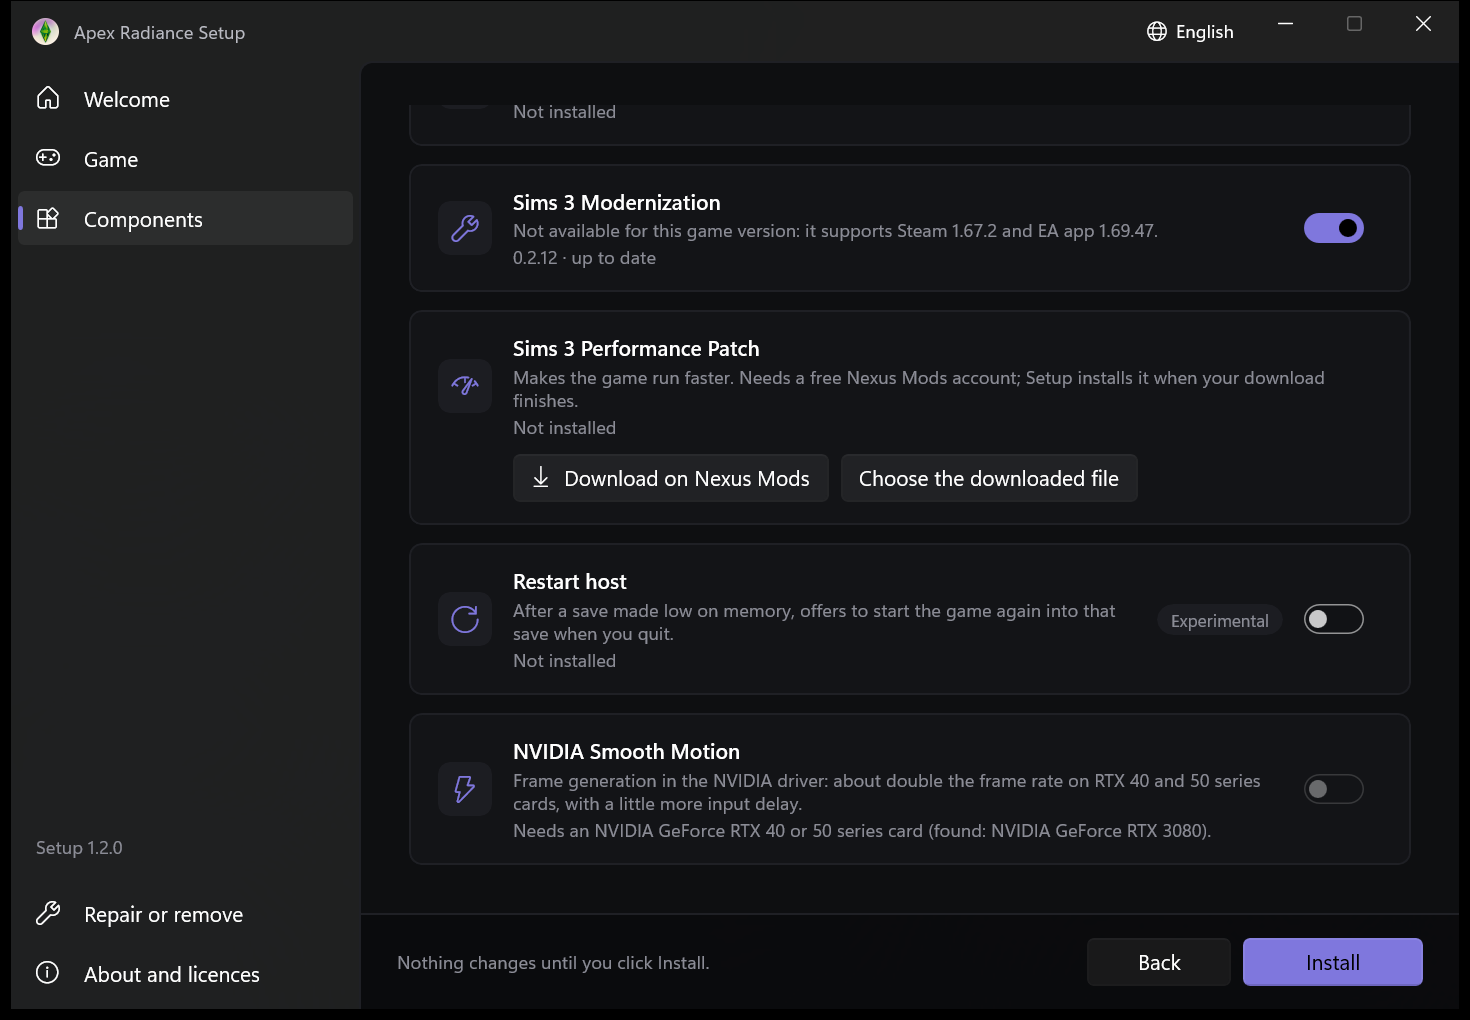 Apex Radiance Setup
English
Welcome
Game
Components
Setup 1.2.0
Repair or remove
About and licences
Not installed
Sims 3 Modernization
Not available for this game version: it supports Steam 1.67.2 and EA app 1.69.47.
0.2.12 · up to date
Sims 3 Performance Patch
Makes the game run faster. Needs a free Nexus Mods account; Setup installs it when your download
finishes.
Not installed
Download on Nexus Mods
Choose the downloaded file
Restart host
After a save made low on memory, offers to start the game again into that
save when you quit.
Not installed
Experimental
NVIDIA Smooth Motion
Frame generation in the NVIDIA driver: about double the frame rate on RTX 40 and 50 series
cards, with a little more input delay.
Needs an NVIDIA GeForce RTX 40 or 50 series card (found: NVIDIA GeForce RTX 3080).
Nothing changes until you click Install.
Back
Install